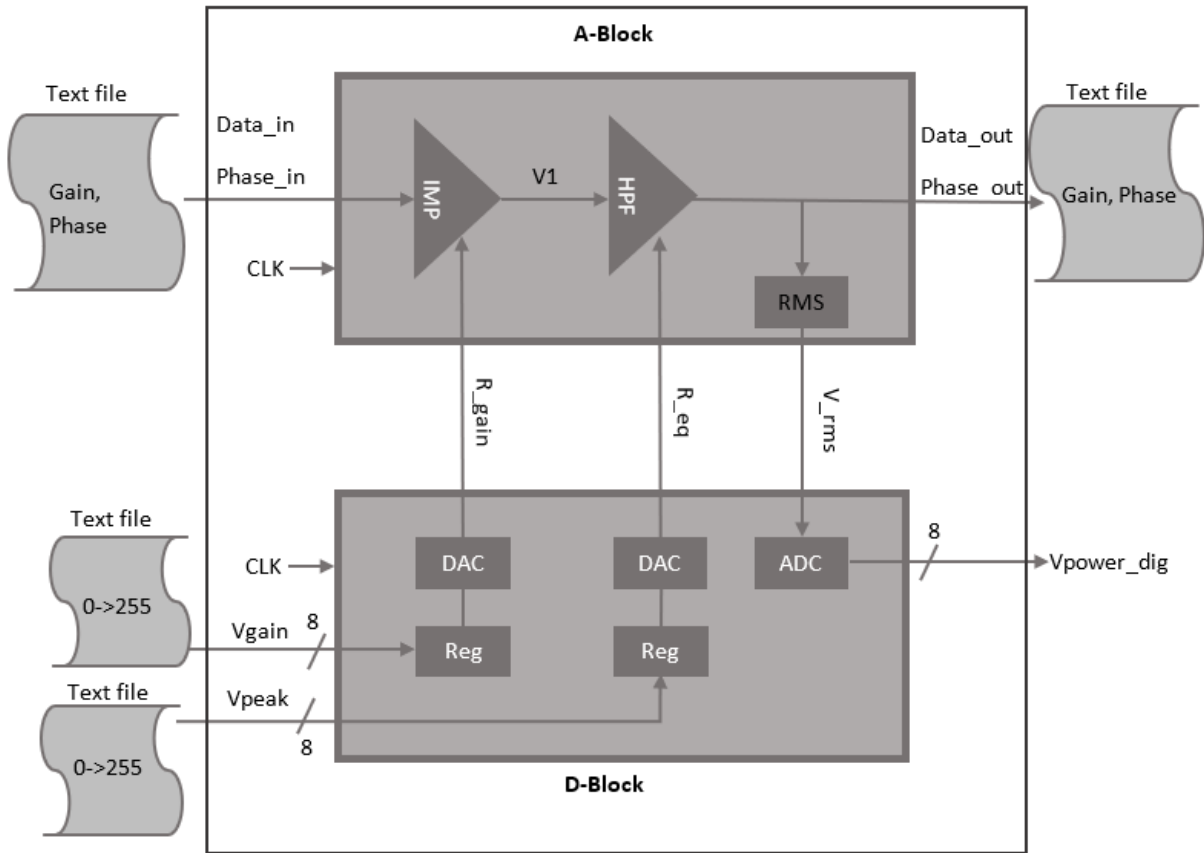 A-Block
Text file
Text file
Data_in
Data_out
Gain,
Phase
Phase_in
IMP
V1
HPF
Phase_out
Gain, Phase
CLK
RMS
R_gain
R_eq
V_rms
Text file
0->255
CLK
DAC
DAC
ADC
8
Vpower_dig
Vgain
8
Reg
Reg
Text file
Vpeak
8
0->255
D-Block